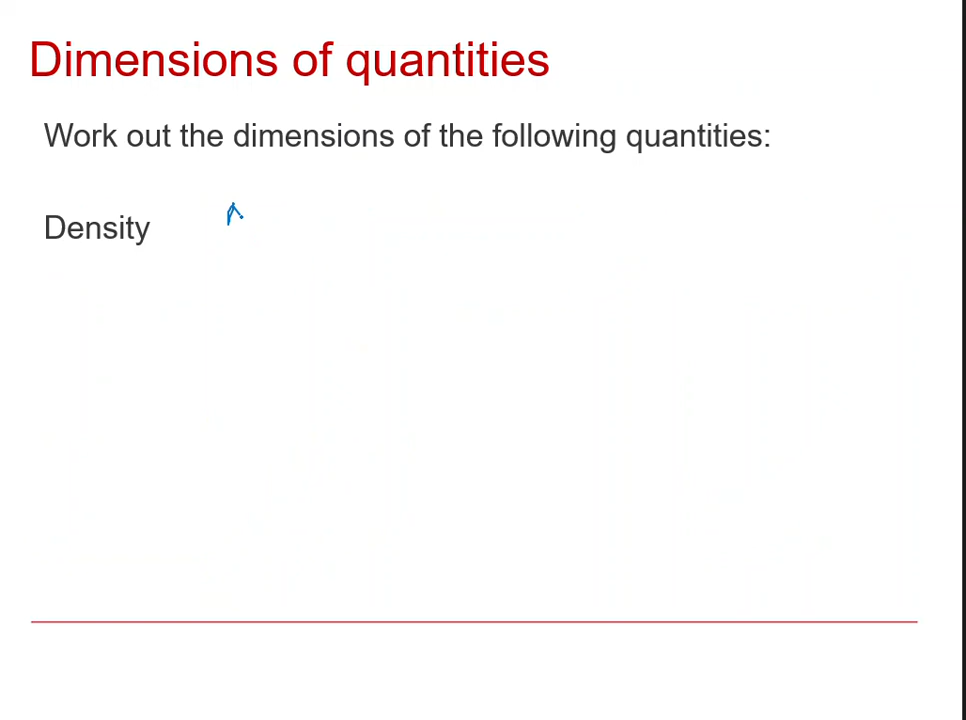 Dimensions of quantities
Work out the dimensions of the following quantities:
Density